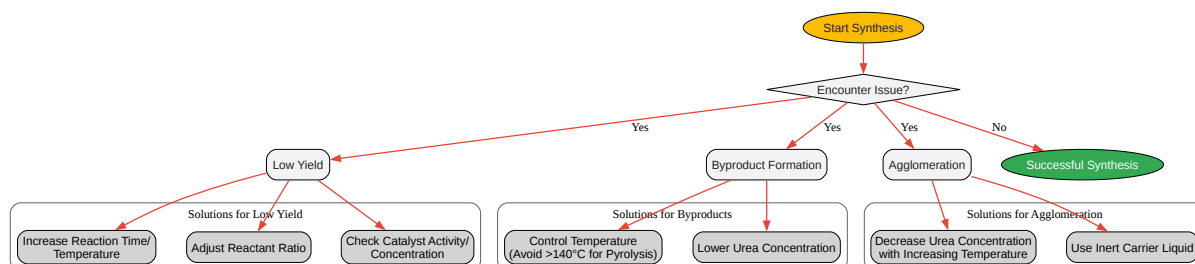 Start Synthesis
Encounter Issue?
Yes
Yes
Yes
No
Low Yield
Byproduct Formation
Agglomeration
Successful Synthesis
Solutions for Low Yield
Solutions for Byproducts
Solutions for Agglomeration
Increase Reaction Time/
Temperature
Adjust Reactant Ratio
Check Catalyst Activity/
Concentration
Control Temperature
(Avoid >140°C for Pyrolysis)
Lower Urea Concentration
Decrease Urea Concentration
with Increasing Temperature
Use Inert Carrier Liquid